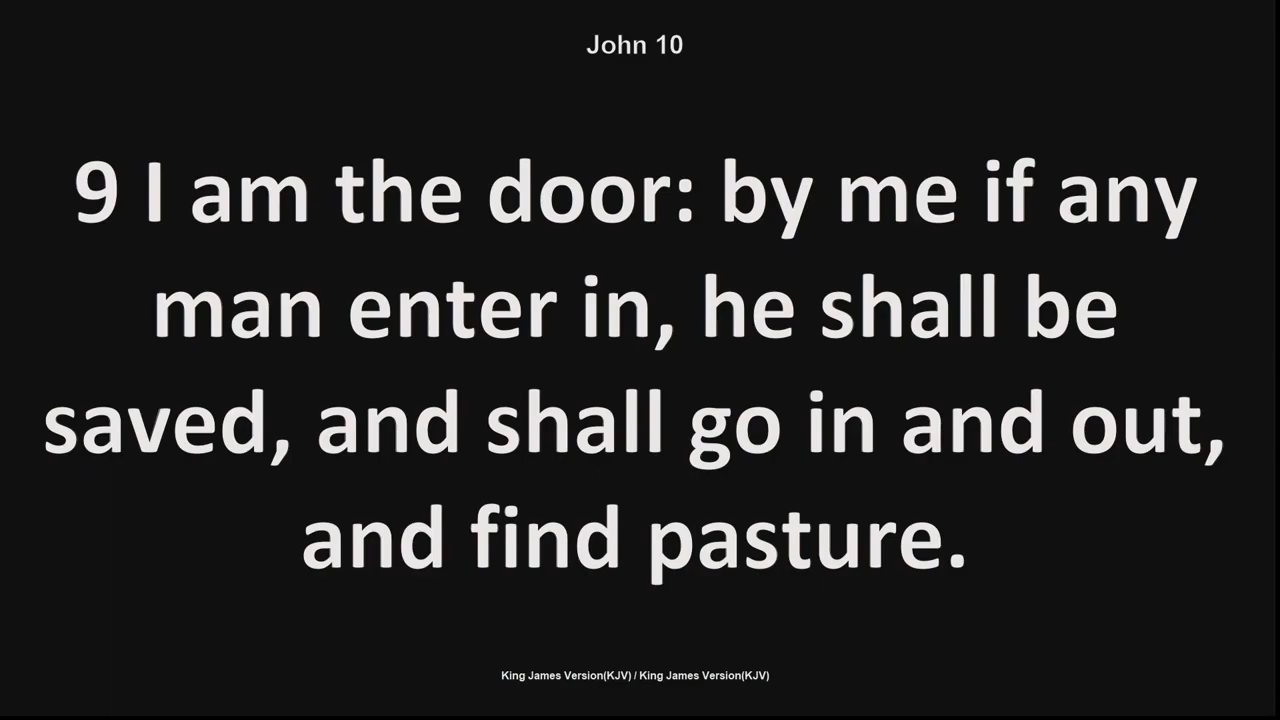 John 10
9 I am the door: by me if any
man enter in, he shall be
saved, and shall go in and out,
and find pasture.
King James Version(KJV) / King James Version(KJV)